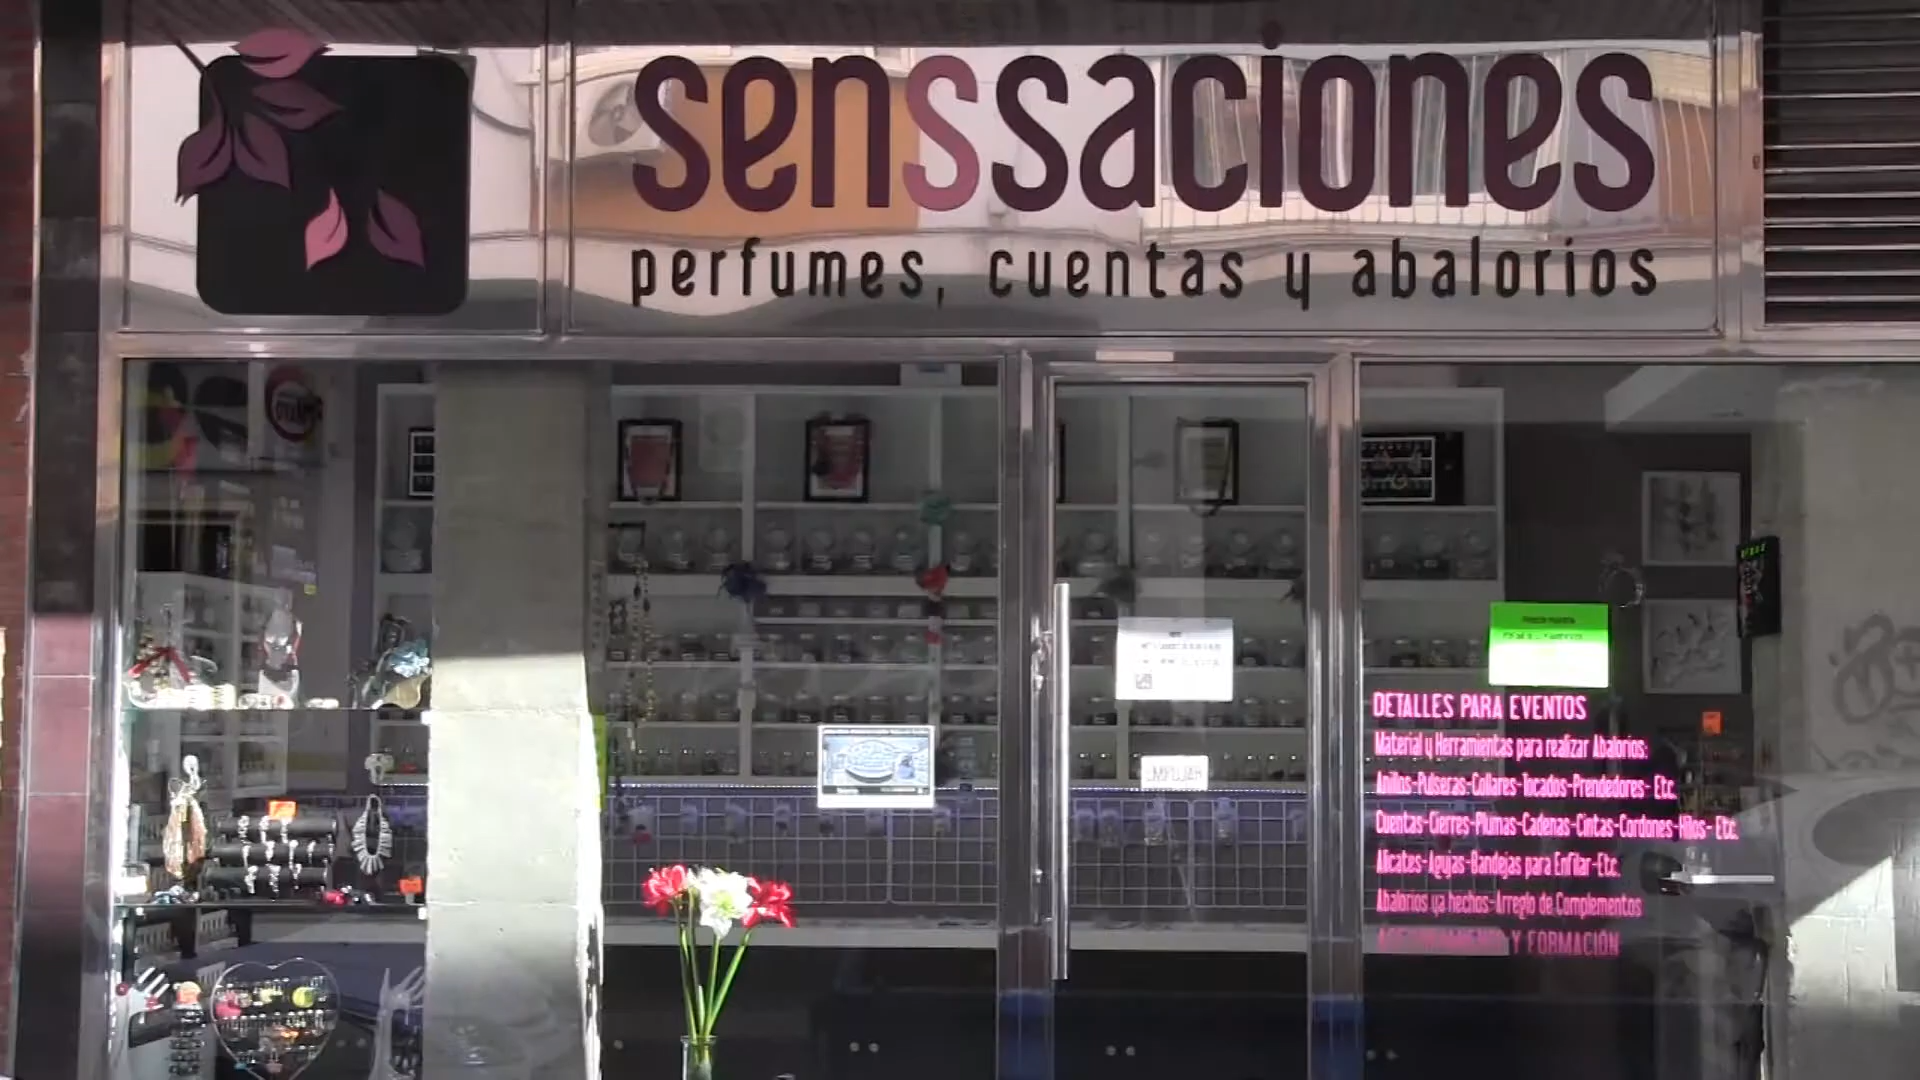 senssaciones
perfumes, cuentas y abalorios
EMPUJAR
DETALLES PARA EVENTOS
Material y Herramientas para realizar Abalorios:
Anillos-Pulseras-Collares-Tocados-Prendedores- Etc.
Cuentas-Cierres-Plumas-Cadenas-Cintas-Cordones-Hilos- Etc.
Alicates-Agujas-Bandejas para Enfilar-Etc.
Abalorios ya hechos-Arreglo de Complementos
Y FORMACIÓN